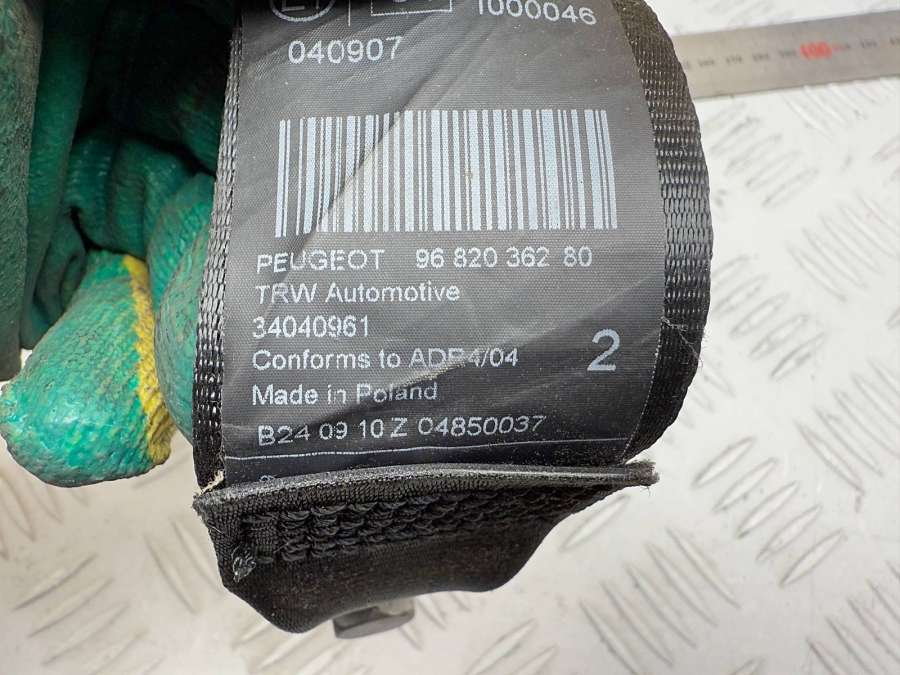 E1 1000046
040907
PEUGEOT 96 820 362 80
TRW Automotive
34040961
Conforms to ADR4/04 2
Made in Poland
B24 09 10 Z 04850037